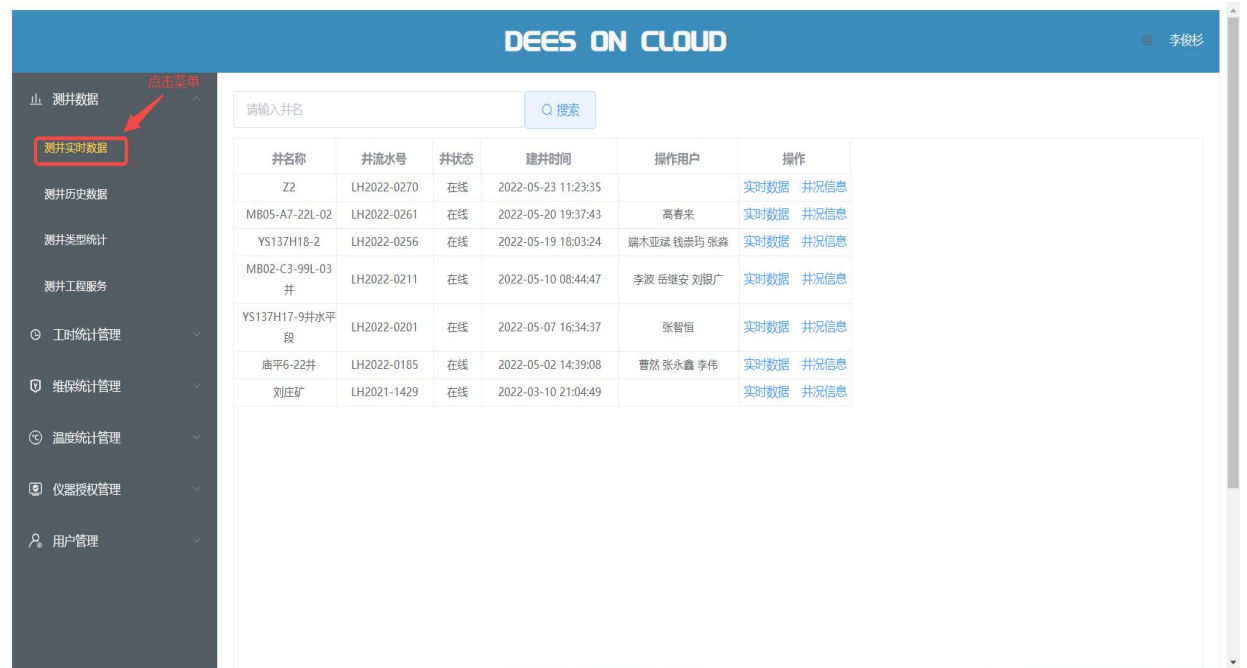 DEES ON CLOUD
李俊杉
点击菜单
测井数据
测井实时数据
测井历史数据
测井类型统计
测井工程服务
工时统计管理
维保统计管理
温度统计管理
仪器授权管理
用户管理
请输入井名 搜索
井名称 井流水号 井状态 建井时间 操作用户 操作
Z2 LH2022-0270 在线 2022-05-23 11:23:35 实时数据 井况信息
MB05-A7-22L-02 LH2022-0261 在线 2022-05-20 19:37:43 高春来 实时数据 井况信息
YS137H18-2 LH2022-0256 在线 2022-05-19 18:03:24 端木亚斌 钱崇玙 张淼 实时数据 井况信息
MB02-C3-99L-03
井 LH2022-0211 在线 2022-05-10 08:44:47 李波 岳继安 刘银广 实时数据 井况信息
YS137H17-9井水平
段 LH2022-0201 在线 2022-05-07 16:34:37 张智恒 实时数据 井况信息
庙平6-22井 LH2022-0185 在线 2022-05-02 14:39:08 曹然 张永鑫 李伟 实时数据 井况信息
刘庄矿 LH2021-1429 在线 2022-03-10 21:04:49 实时数据 井况信息